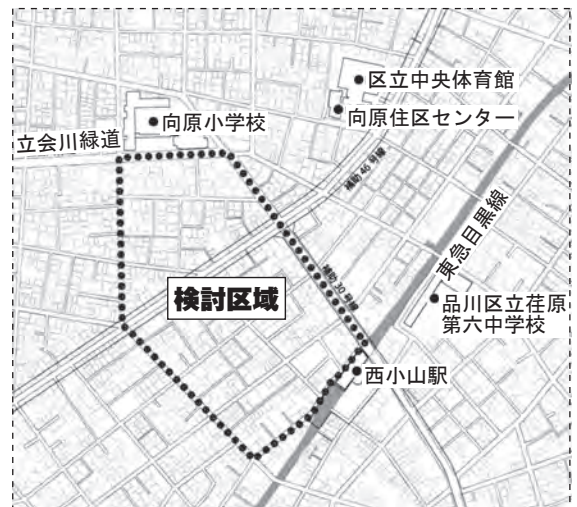 区立中央体育館
向原小学校
向原住区センター
立会川緑道
補助46号線
東急目黒線
検討区域
補助30号線
品川区立荏原
第六中学校
西小山駅